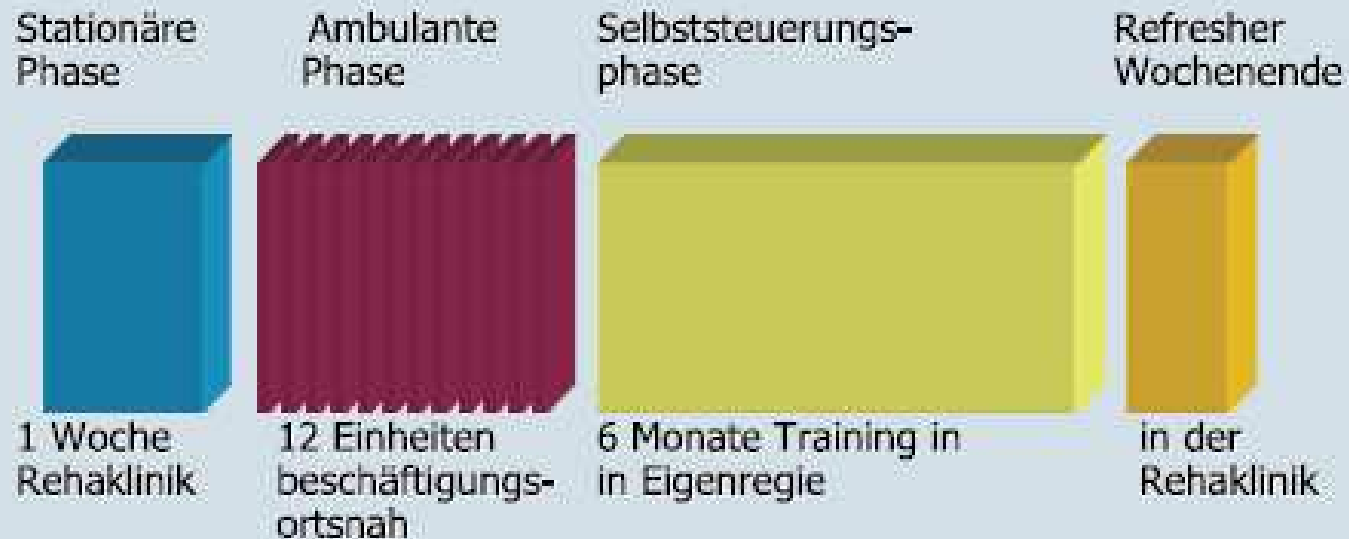 Stationäre
Phase
Ambulante
Phase
Selbststeuerungs-
phase
Refresher
Wochenende
1 Woche
Rehaklinik
12 Einheiten
beschäftigungs-
ortsnah
6 Monate Training in
in Eigenregie
in der
Rehaklinik